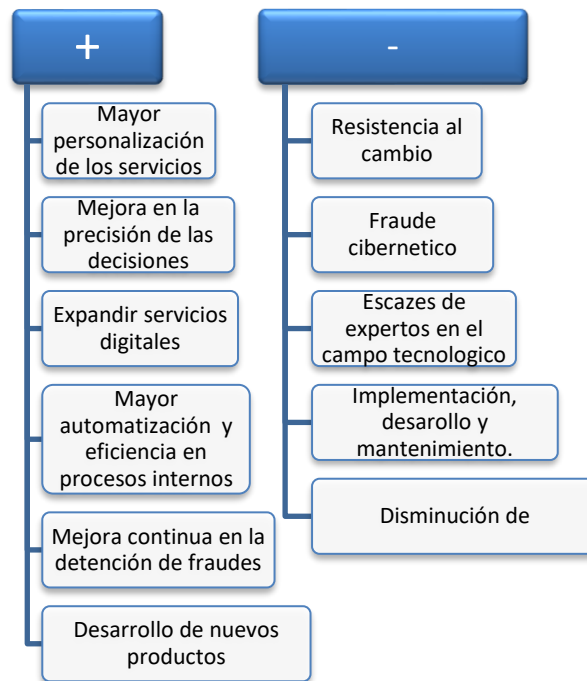 +
Mayor
personalización
de los servicios
Mejora en la
precisión de las
decisiones
Expandir servicios
digitales
Mayor
automatización y
eficiencia en
procesos internos
Mejora continua en la
detención de fraudes
Desarrollo de nuevos
productos
-
Resistencia al
cambio
Fraude
cibernetico
Escazes de
expertos en el
campo tecnologico
Implementación,
desarollo y
mantenimiento.
Disminución de